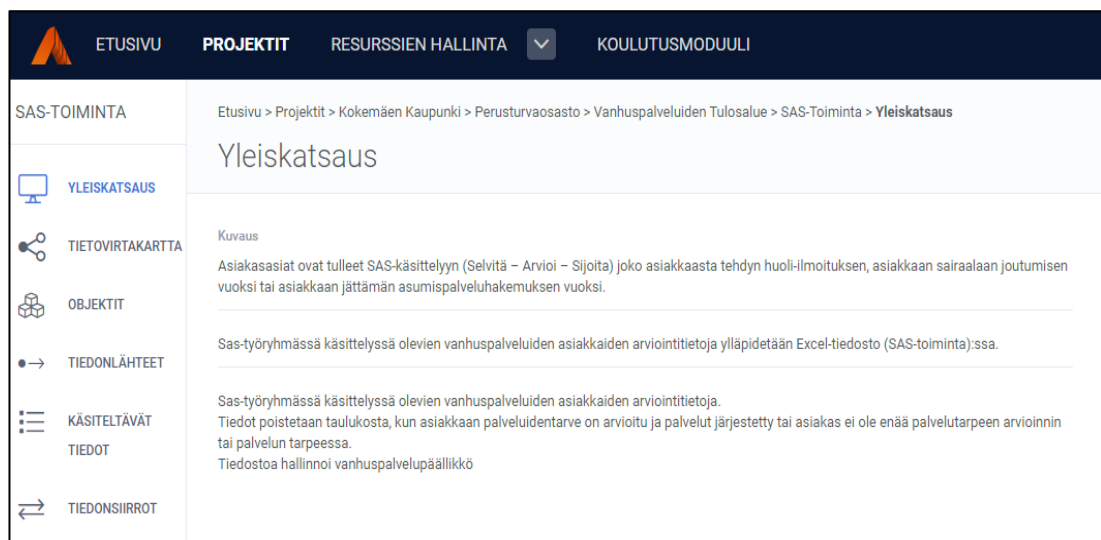 ETUSIVU PROJEKTIT RESURSSIEN HALLINTA KOULUTUSMODUULI
SAS-TOIMINTA
Etusivu > Projektit > Kokemäen Kaupunki > Perusturvaosasto > Vanhuspalveluiden Tulosalue > SAS-Toiminta > Yleiskatsaus
Yleiskatsaus
YLEISKATSAUS
TIETOVIRTAKARTTA
OBJEKTIT
TIEDONLÄHTEET
KÄSITELTÄVÄT
TIEDOT
TIEDONSIIRROT
Kuvaus
Asiakasasiat ovat tulleet SAS-käsittelyyn (Selvitä – Arvioi – Sijoita) joko asiakkaasta tehdyn huoli-ilmoituksen, asiakkaan sairaalaan joutumisen
vuoksi tai asiakkaan jättämän asumispalveluhakemuksen vuoksi.
Sas-työryhmässä käsittelyssä olevien vanhuspalveluiden asiakkaiden arviointitietoja ylläpidetään Excel-tiedosto (SAS-toiminta):ssa.
Sas-työryhmässä käsittelyssä olevien vanhuspalveluiden asiakkaiden arviointitietoja.
Tiedot poistetaan taulukosta, kun asiakkaan palveluidentarve on arvioitu ja palvelut järjestetty tai asiakas ei ole enää palvelutarpeen arvioinnin
tai palvelun tarpeessa.
Tiedostoa hallinnoi vanhuspalvelupäällikkö